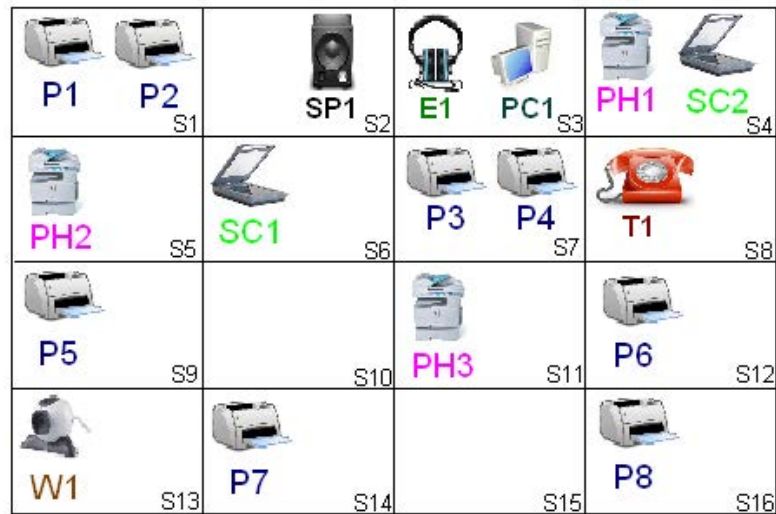 P1 P2 S1
SP1 S2
E1 PC1 S3
PH1 SC2 S4
PH2 S5
SC1 S6
P3 P4 S7
T1 S8
P5 S9
S10
PH3 S11
P6 S12
W1 S13
P7 S14
S15
P8 S16